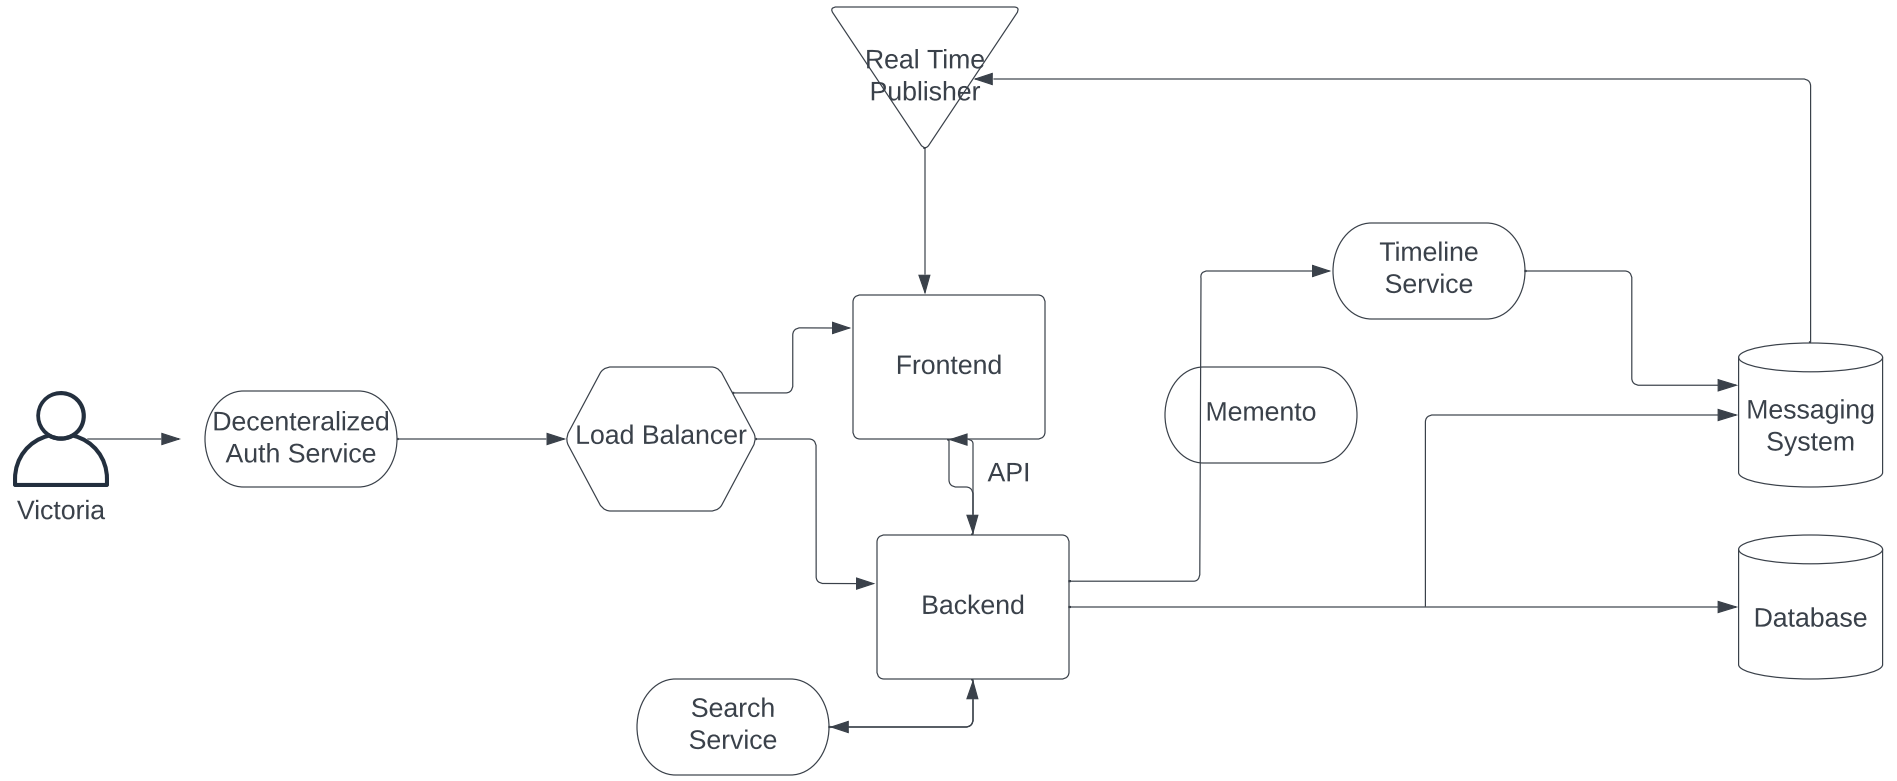 Real Time
Publisher
Timeline
Service
Frontend
Memento
Messaging
System
Decenteralized
Auth Service
Load Balancer
API
Victoria
Backend
Database
Search
Service